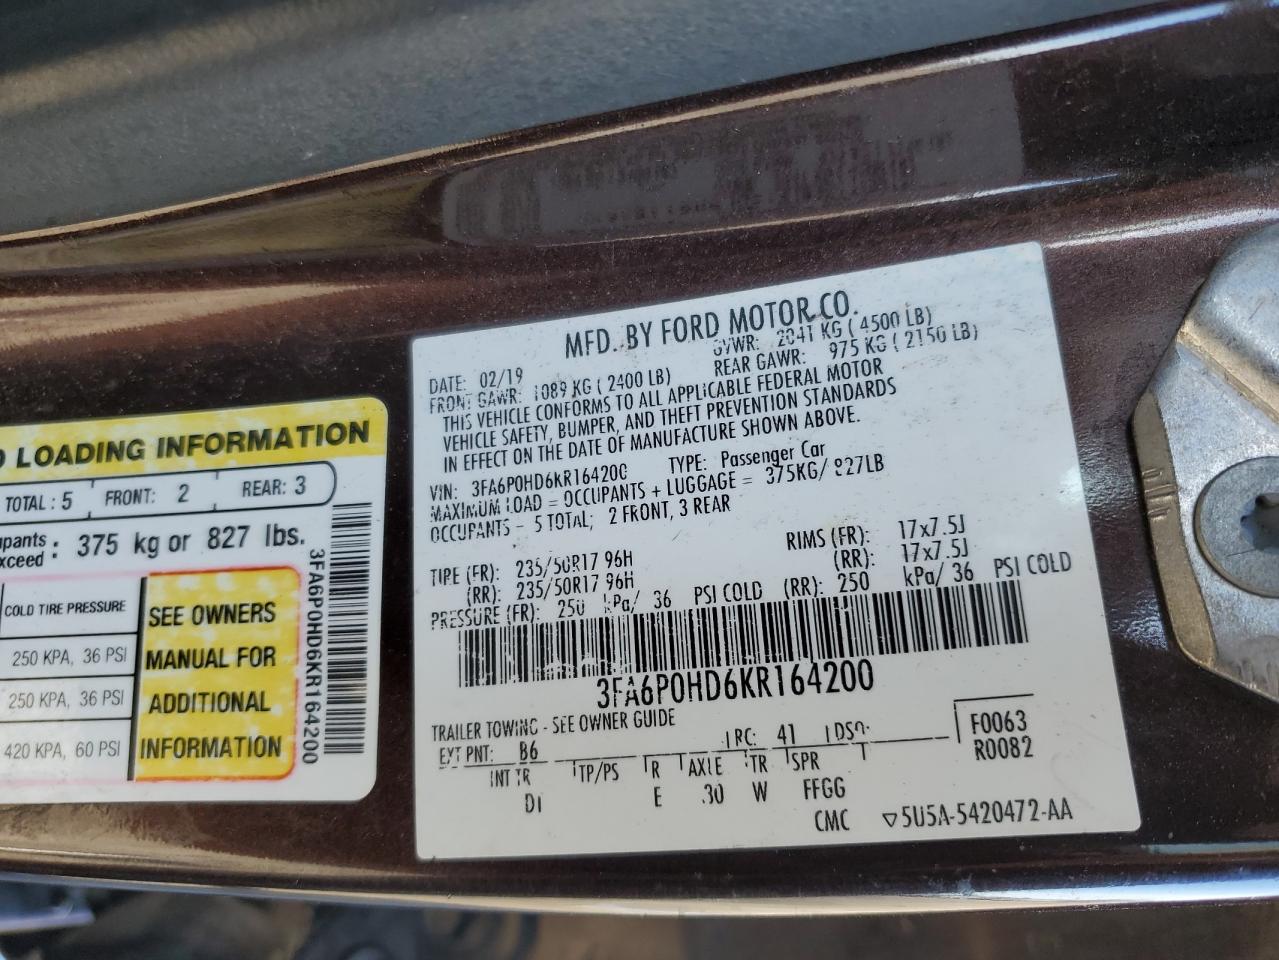 D LOADING INFORMATION
TOTAL : 5 FRONT: 2 REAR: 3
upants
xceed : 375 kg or 827 lbs.
COLD TIRE PRESSURE
250 KPA, 36 PSI
250 KPA, 36 PSI
420 KPA, 60 PSI
SEE OWNERS
MANUAL FOR
ADDITIONAL
INFORMATION
3FA6P0HD6KR164200
MFD. BY FORD MOTOR CO.
DATE: 02/19 GVWR: 2041 KG ( 4500 LB)
FRONT GAWR: 1089 KG ( 2400 LB) REAR GAWR: 975 KG ( 2150 LB)
THIS VEHICLE CONFORMS TO ALL APPLICABLE FEDERAL MOTOR
VEHICLE SAFETY, BUMPER, AND THEFT PREVENTION STANDARDS
IN EFFECT ON THE DATE OF MANUFACTURE SHOWN ABOVE.
VIN: 3FA6P0HD6KR164200 TYPE: Passenger Car
MAXIMUM LOAD = OCCUPANTS + LUGGAGE = 375KG/ 827LB
OCCUPANTS - 5 TOTAL; 2 FRONT, 3 REAR
TIRE (FR): 235/50R17 96H RIMS (FR): 17x7.5J
(RR): 235/50R17 96H (RR): 17x7.5J
PRESSURE (FR): 250 kPa/ 36 PSI COLD (RR): 250 kPa/ 36 PSI COLD
3FA6P0HD6KR164200
TRAILER TOWING - SEE OWNER GUIDE
EXT PNT: B6 RC: 41 DSO: F0063
INT TR TP/PS R AXLE TR SPR R0082
DI E 30 W FFGG
CMC ▽5U5A-5420472-AA